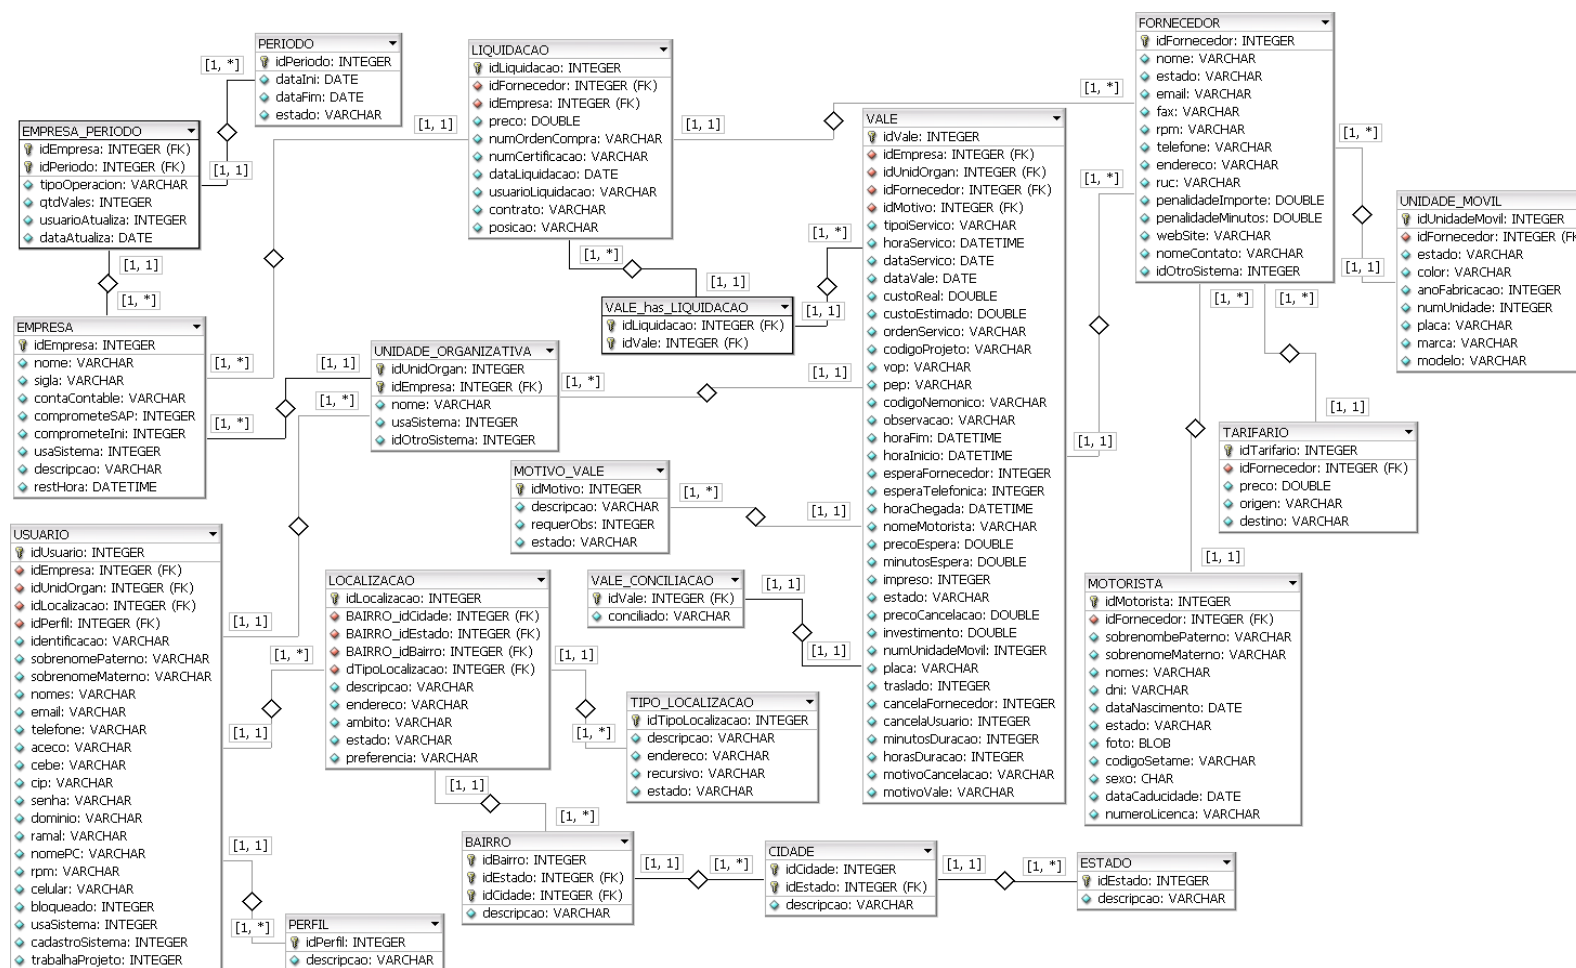 PERIODO
idPeriodo: INTEGER
dataIni: DATE
dataFim: DATE
estado: VARCHAR
[1, *]
[1, 1]
EMPRESA_PERIODO
idEmpresa: INTEGER (FK)
idPeriodo: INTEGER (FK)
tipoOperacion: VARCHAR
qtdVales: INTEGER
usuarioAtualiza: INTEGER
dataAtualiza: DATE
[1, 1]
[1, *]
EMPRESA
idEmpresa: INTEGER
nome: VARCHAR
sigla: VARCHAR
contaContable: VARCHAR
comprometeSAP: INTEGER
comprometeIni: INTEGER
usaSistema: INTEGER
descripcao: VARCHAR
restHora: DATETIME
[1, *]
[1, *]
LIQUIDACAO
idLiquidacao: INTEGER
idFornecedor: INTEGER (FK)
idEmpresa: INTEGER (FK)
preco: DOUBLE
numOrdenCompra: VARCHAR
numCertificacao: VARCHAR
dataLiquidacao: DATE
usuarioLiquidacao: VARCHAR
contrato: VARCHAR
posicao: VARCHAR
[1, 1]
[1, 1]
[1, *]
[1, 1]
VALE_has_LIQUIDACAO
idLiquidacao: INTEGER (FK)
idVale: INTEGER (FK)
[1, *]
[1, 1]
UNIDADE_ORGANIZATIVA
idUnidOrgan: INTEGER
idEmpresa: INTEGER (FK)
nome: VARCHAR
usaSistema: INTEGER
idOtroSistema: INTEGER
[1, 1]
[1, *]
[1, *]
[1, 1]
MOTIVO_VALE
idMotivo: INTEGER
descripcao: VARCHAR
requerObs: INTEGER
estado: VARCHAR
[1, *]
[1, 1]
VALE
idVale: INTEGER
idEmpresa: INTEGER (FK)
idUnidOrgan: INTEGER (FK)
idFornecedor: INTEGER (FK)
idMotivo: INTEGER (FK)
tipoiServico: VARCHAR
horaServico: DATETIME
dataServico: DATE
dataVale: DATE
custoReal: DOUBLE
custoEstimado: DOUBLE
ordenServico: VARCHAR
codigoProjeto: VARCHAR
vop: VARCHAR
pep: VARCHAR
codigoNemonico: VARCHAR
observacao: VARCHAR
horaFim: DATETIME
horaInicio: DATETIME
esperaFornecedor: INTEGER
esperaTelefonica: INTEGER
horaChegada: DATETIME
nomeMotorista: VARCHAR
precoEspera: DOUBLE
minutosEspera: DOUBLE
impreso: INTEGER
estado: VARCHAR
precoCancelacao: DOUBLE
investimento: DOUBLE
numUnidadeMovil: INTEGER
placa: VARCHAR
traslado: INTEGER
cancelaFornecedor: INTEGER
cancelaUsuario: INTEGER
minutosDuracao: INTEGER
horasDuracao: INTEGER
motivoCancelacao: VARCHAR
motivoVale: VARCHAR
[1, *]
[1, *]
[1, 1]
FORNECEDOR
idFornecedor: INTEGER
nome: VARCHAR
estado: VARCHAR
email: VARCHAR
fax: VARCHAR
rpm: VARCHAR
telefone: VARCHAR
endereco: VARCHAR
ruc: VARCHAR
penalidadeImporte: DOUBLE
penalidadeMinutos: DOUBLE
webSite: VARCHAR
nomeContato: VARCHAR
idOtroSistema: INTEGER
[1, *]
[1, 1]
[1, *]
[1, *]
UNIDADE_MOVIL
idUnidadeMovil: INTEGER
idFornecedor: INTEGER (FK
estado: VARCHAR
color: VARCHAR
anoFabricacao: INTEGER
numUnidade: INTEGER
placa: VARCHAR
marca: VARCHAR
modelo: VARCHAR
[1, 1]
TARIFARIO
idTarifario: INTEGER
idFornecedor: INTEGER (FK)
preco: DOUBLE
origen: VARCHAR
destino: VARCHAR
[1, 1]
MOTORISTA
idMotorista: INTEGER
idFornecedor: INTEGER (FK)
sobrenombePaterno: VARCHAR
sobrenomeMaterno: VARCHAR
nomes: VARCHAR
dni: VARCHAR
dataNascimento: DATE
estado: VARCHAR
foto: BLOB
codigoSetame: VARCHAR
sexo: CHAR
dataCaducidade: DATE
numeroLicenca: VARCHAR
USUARIO
idUsuario: INTEGER
idEmpresa: INTEGER (FK)
idUnidOrgan: INTEGER (FK)
idLocalizacao: INTEGER (FK)
idPerfil: INTEGER (FK)
identificacao: VARCHAR
sobrenomePaterno: VARCHAR
sobrenomeMaterno: VARCHAR
nomes: VARCHAR
email: VARCHAR
telefone: VARCHAR
aceco: VARCHAR
cebe: VARCHAR
cip: VARCHAR
senha: VARCHAR
dominio: VARCHAR
ramal: VARCHAR
nomePC: VARCHAR
rpm: VARCHAR
celular: VARCHAR
bloqueado: INTEGER
usaSistema: INTEGER
cadastroSistema: INTEGER
trabalhaProjeto: INTEGER
[1, 1]
[1, *]
[1, 1]
[1, 1]
[1, *]
LOCALIZACAO
idLocalizacao: INTEGER
BAIRRO_idCidade: INTEGER (FK)
BAIRRO_idEstado: INTEGER (FK)
BAIRRO_idBairro: INTEGER (FK)
dTipoLocalizacao: INTEGER (FK)
descripcao: VARCHAR
endereco: VARCHAR
ambito: VARCHAR
estado: VARCHAR
preferencia: VARCHAR
[1, 1]
[1, *]
[1, 1]
[1, *]
VALE_CONCILIACAO
idVale: INTEGER (FK)
conciliado: VARCHAR
[1, 1]
[1, 1]
TIPO_LOCALIZACAO
idTipoLocalizacao: INTEGER
descripcao: VARCHAR
endereco: VARCHAR
recursivo: VARCHAR
estado: VARCHAR
BAIRRO
idBairro: INTEGER
idEstado: INTEGER (FK)
idCidade: INTEGER (FK)
descripcao: VARCHAR
[1, 1]
[1, *]
CIDADE
idCidade: INTEGER
idEstado: INTEGER (FK)
descripcao: VARCHAR
[1, 1]
[1, *]
ESTADO
idEstado: INTEGER
descripcao: VARCHAR
PERFIL
idPerfil: INTEGER
descripcao: VARCHAR